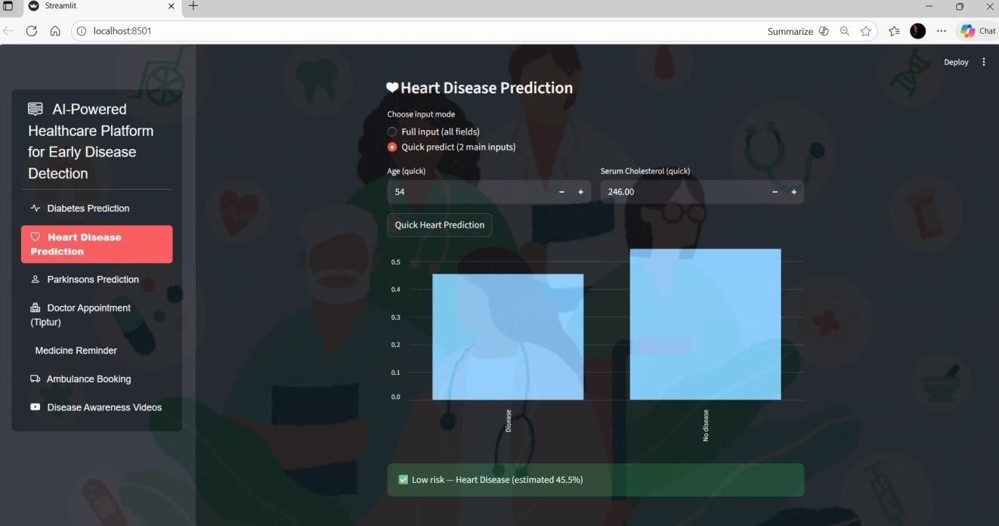 Streamlit
localhost:8501
Summarize
Chat
Deploy
AI-Powered
Healthcare Platform
for Early Disease
Detection
Diabetes Prediction
Heart Disease
Prediction
Parkinsons Prediction
Doctor Appointment
(Tiptur)
Medicine Reminder
Ambulance Booking
Disease Awareness Videos
Heart Disease Prediction
Choose input mode
Full input (all fields)
Quick predict (2 main inputs)
Age (quick)
Serum Cholesterol (quick)
54
246.00
Quick Heart Prediction
0.5
0.4
0.3
0.2
0.1
0.0
Disease
No disease
Low risk — Heart Disease (estimated 45.5%)